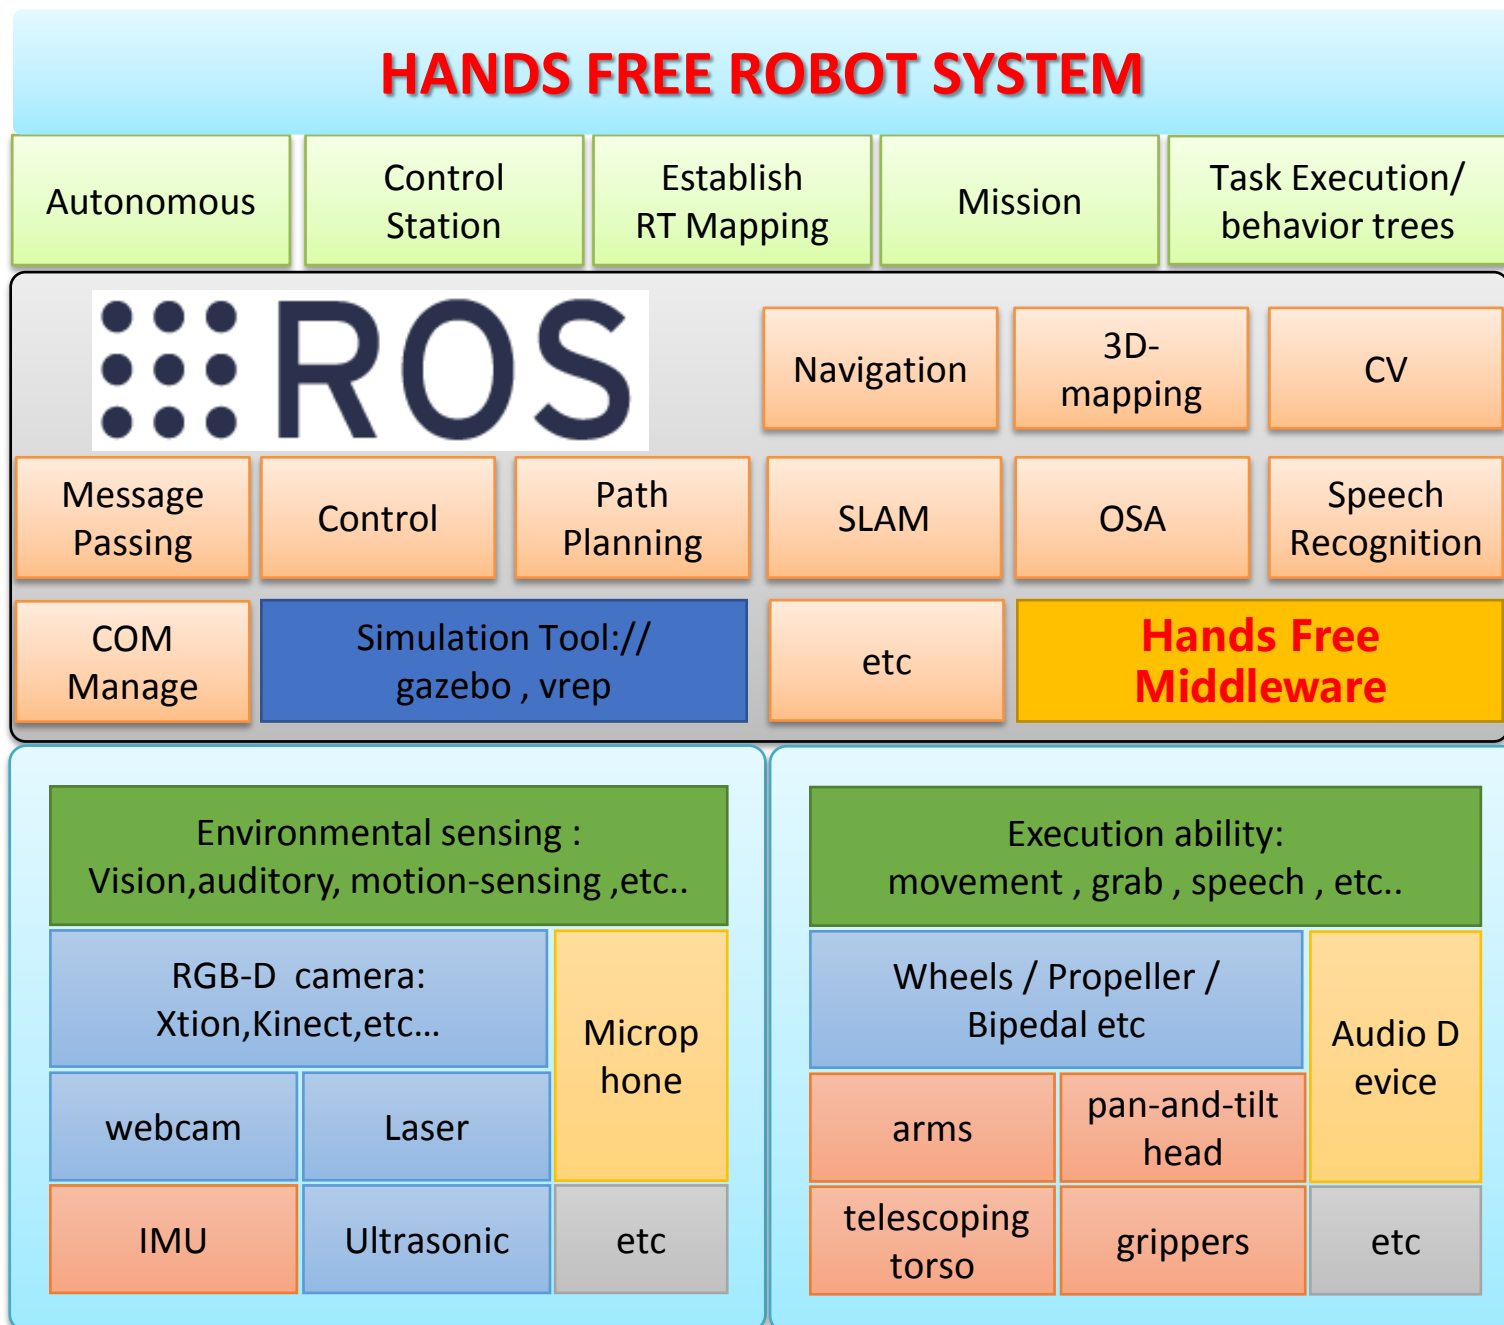 HANDS FREE ROBOT SYSTEM
Autonomous
Control
Station
Establish
RT Mapping
Mission
Task Execution/
behavior trees
ROS
Navigation
3D-
mapping
CV
Message
Passing
Control
Path
Planning
SLAM
OSA
Speech
Recognition
COM
Manage
Simulation Tool://
gazebo , vrep
etc
Hands Free
Middleware
Environmental sensing :
Vision,auditory, motion-sensing ,etc..
RGB-D  camera:
Xtion,Kinect,etc...
Microp
hone
webcam
Laser
IMU
Ultrasonic
etc
Execution ability:
movement , grab , speech , etc..
Wheels / Propeller /
Bipedal etc
Audio D
evice
arms
pan-and-tilt
head
telescoping
torso
grippers
etc